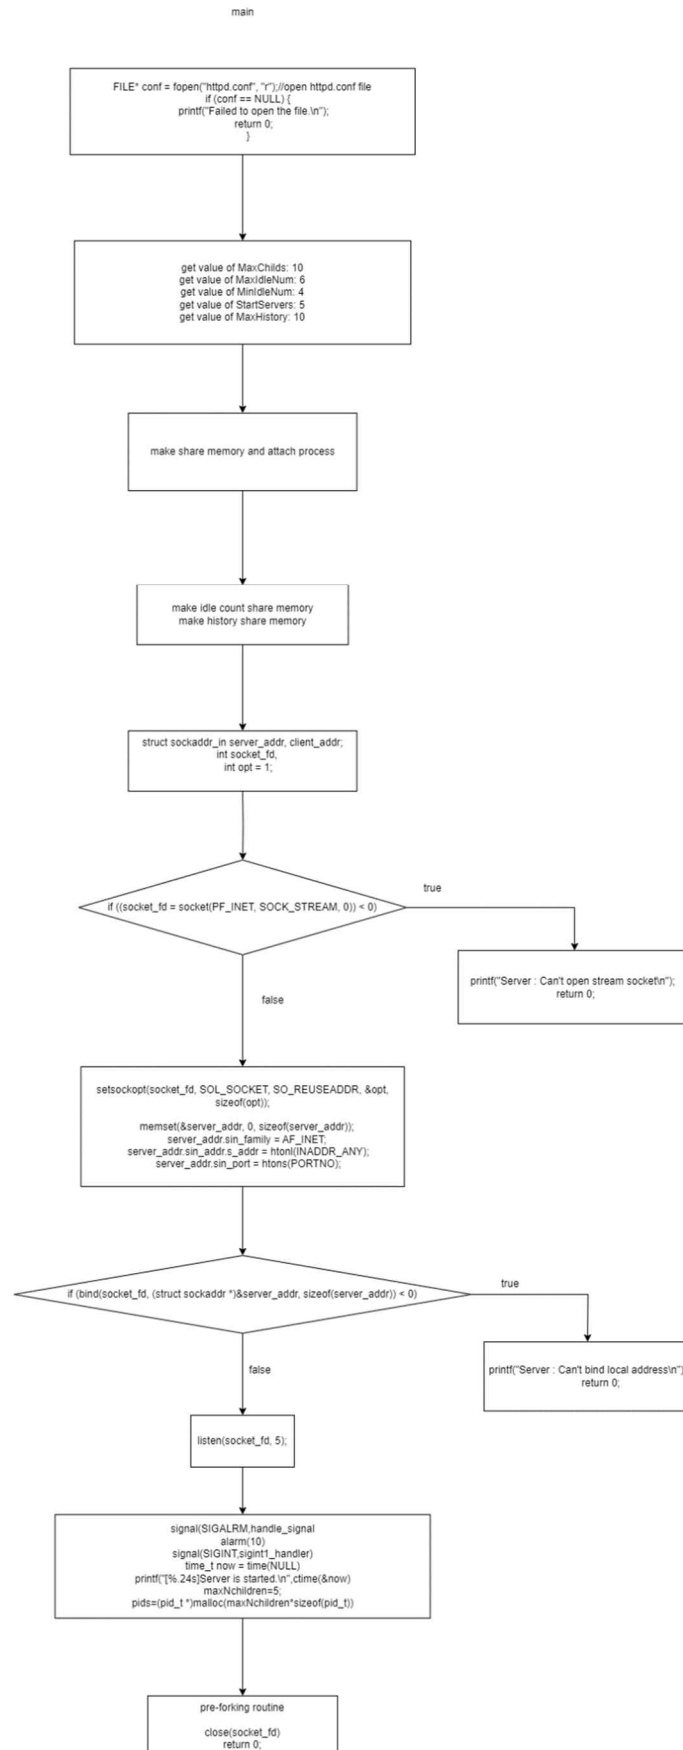 main
FILE* conf = fopen("httpd.conf", "r");//open httpd.conf file
if (conf == NULL) {
printf("Failed to open the file.\n");
return 0;
}
get value of MaxChilds: 10
get value of MaxIdleNum: 6
get value of MinIdleNum: 4
get value of StartServers: 5
get value of MaxHistory: 10
make share memory and attach process
make idle count share memory
make history share memory
struct sockaddr_in server_addr, client_addr;
int socket_fd,
int opt = 1;
if ((socket_fd = socket(PF_INET, SOCK_STREAM, 0)) < 0)
true
printf("Server : Can't open stream socket\n");
return 0;
false
setsockopt(socket_fd, SOL_SOCKET, SO_REUSEADDR, &opt,
sizeof(opt));
memset(&server_addr, 0, sizeof(server_addr));
server_addr.sin_family = AF_INET;
server_addr.sin_addr.s_addr = htonl(INADDR_ANY);
server_addr.sin_port = htons(PORTNO);
if (bind(socket_fd, (struct sockaddr *)&server_addr, sizeof(server_addr)) < 0)
true
printf("Server : Can't bind local address\n")
return 0;
false
listen(socket_fd, 5);
signal(SIGALRM,handle_signal
alarm(10)
signal(SIGINT,sigint1_handler)
time_t now = time(NULL)
printf("[%.24s]Server is started.\n",ctime(&now)
maxNchildren=5;
pids=(pid_t *)malloc(maxNchildren*sizeof(pid_t))
pre-forking routine
close(socket_fd)
return 0;